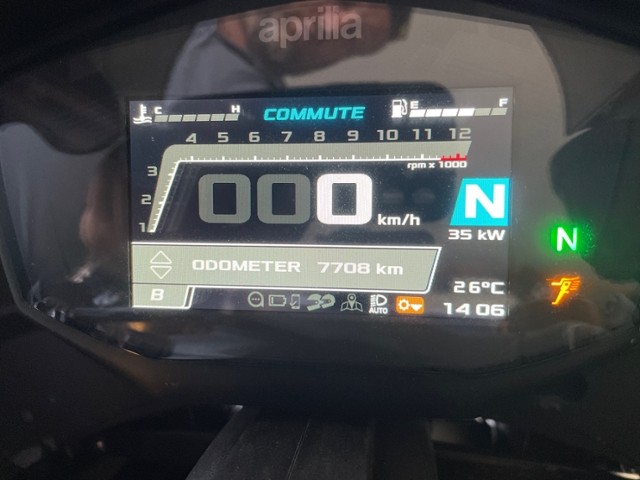 aprilia
C H COMMUTE E F
4 5 6 7 8 9 10 11 12
3 rpm x 1000
2 000 km/h N
1 35 kW
N
ODOMETER 7708 km
B 26°C
AUTO 14 06